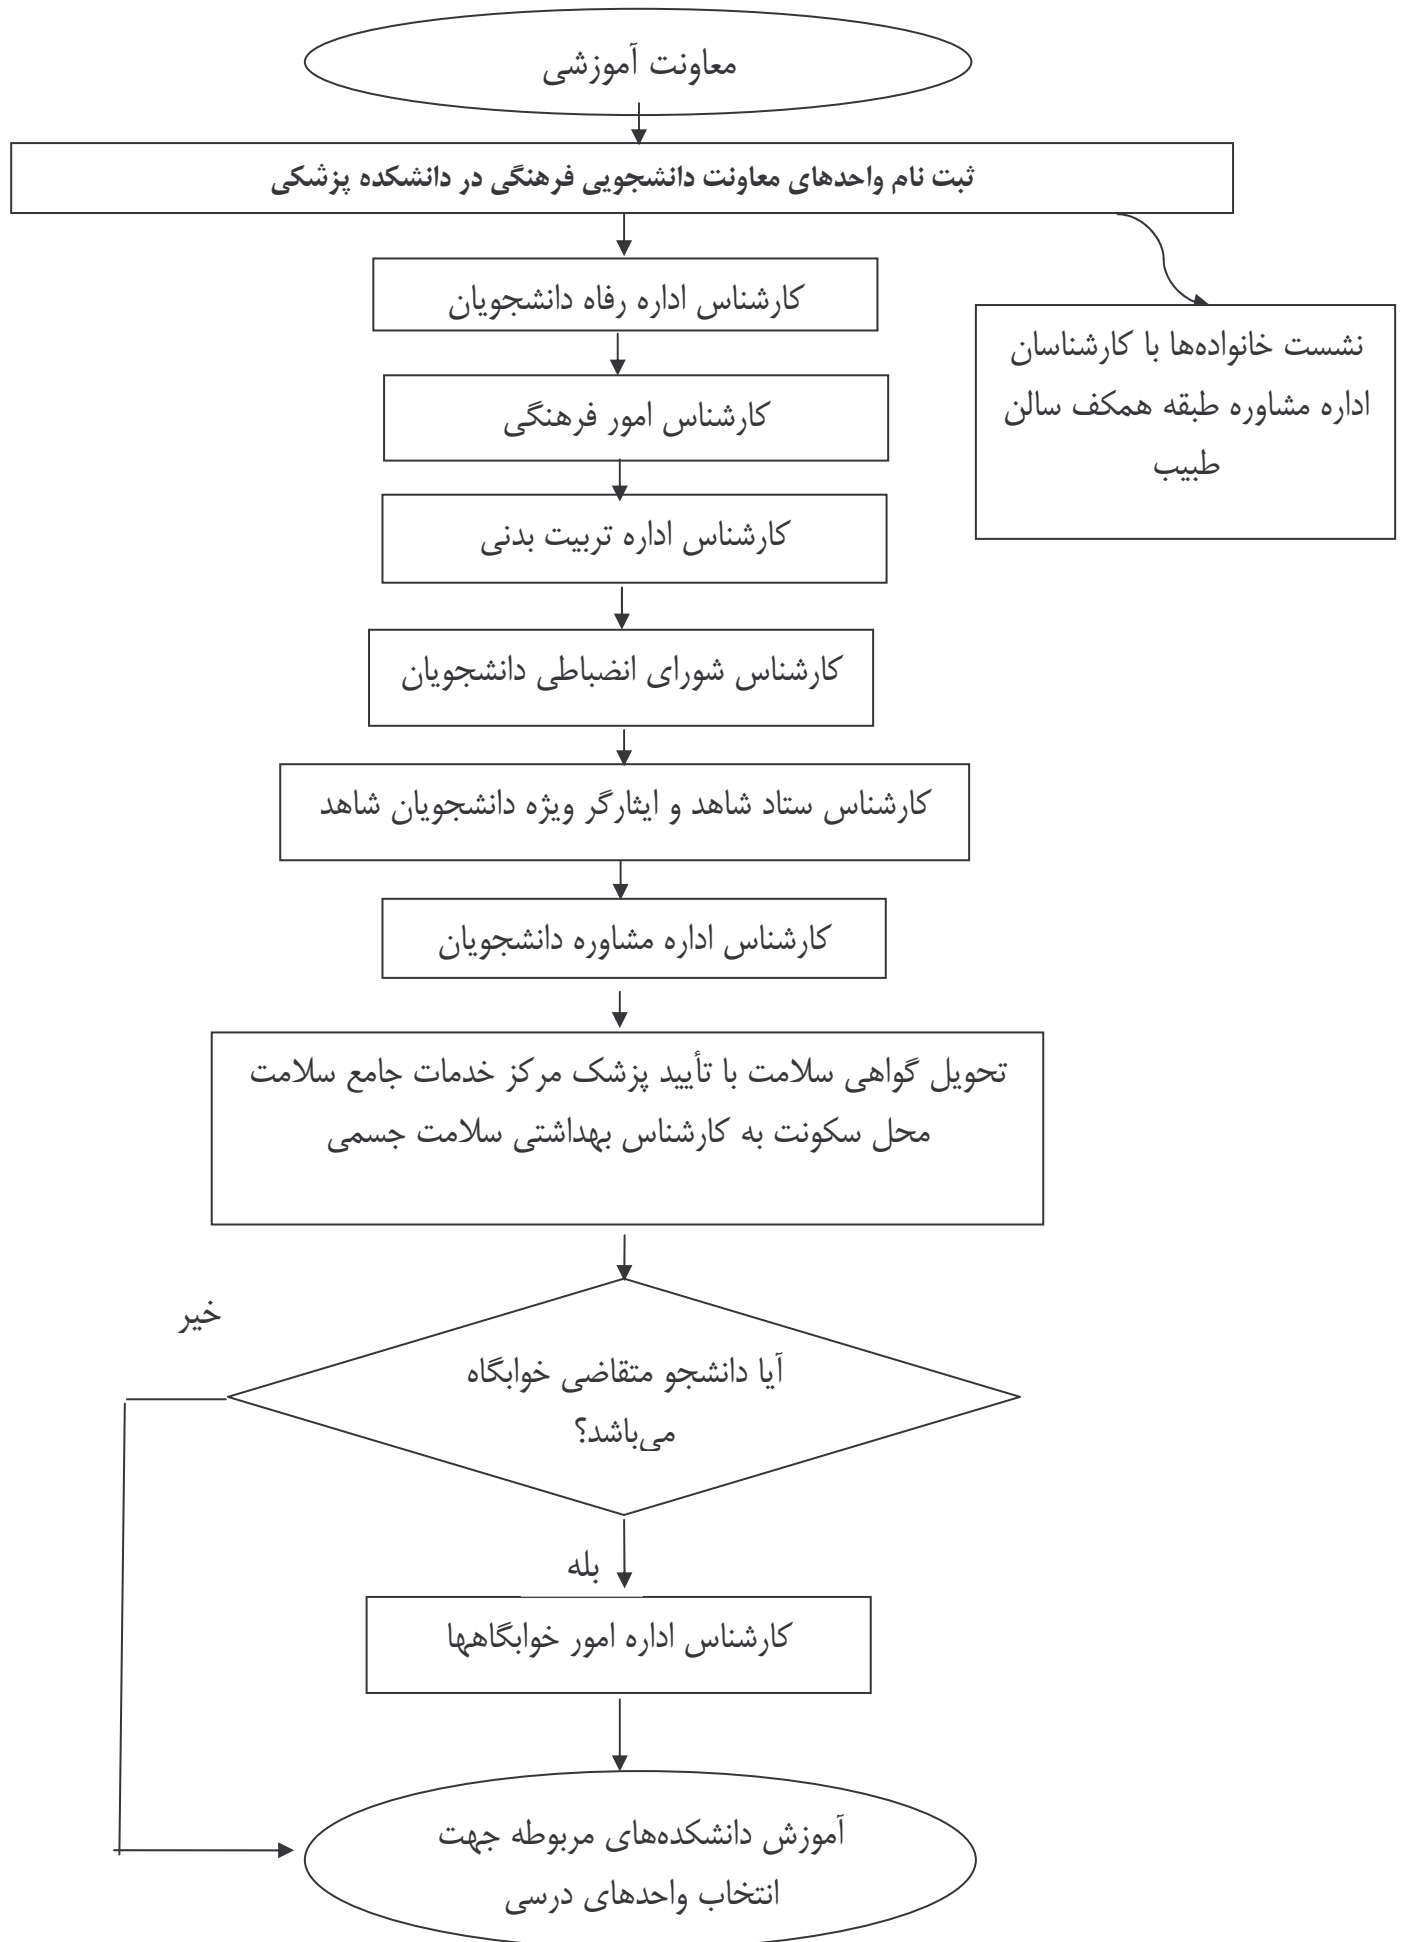 معاونت آموزشی
ثبت نام واحدهای معاونت دانشجویی فرهنگی در دانشکده پزشکی
کارشناس اداره رفاه دانشجویان
نشست خانواده‌ها با کارشناسان
اداره مشاوره طبقه همکف سالن
طبیب
کارشناس امور فرهنگی
کارشناس اداره تربیت بدنی
کارشناس شورای انضباطی دانشجویان
کارشناس ستاد شاهد و ایثارگر ویژه دانشجویان شاهد
کارشناس اداره مشاوره دانشجویان
تحویل گواهی سلامت با تأیید پزشک مرکز خدمات جامع سلامت
محل سکونت به کارشناس بهداشتی سلامت جسمی
خیر
آیا دانشجو متقاضی خوابگاه
می‌باشد؟
بله
کارشناس اداره امور خوابگاهها
آموزش دانشکده‌های مربوطه جهت
انتخاب واحدهای درسی